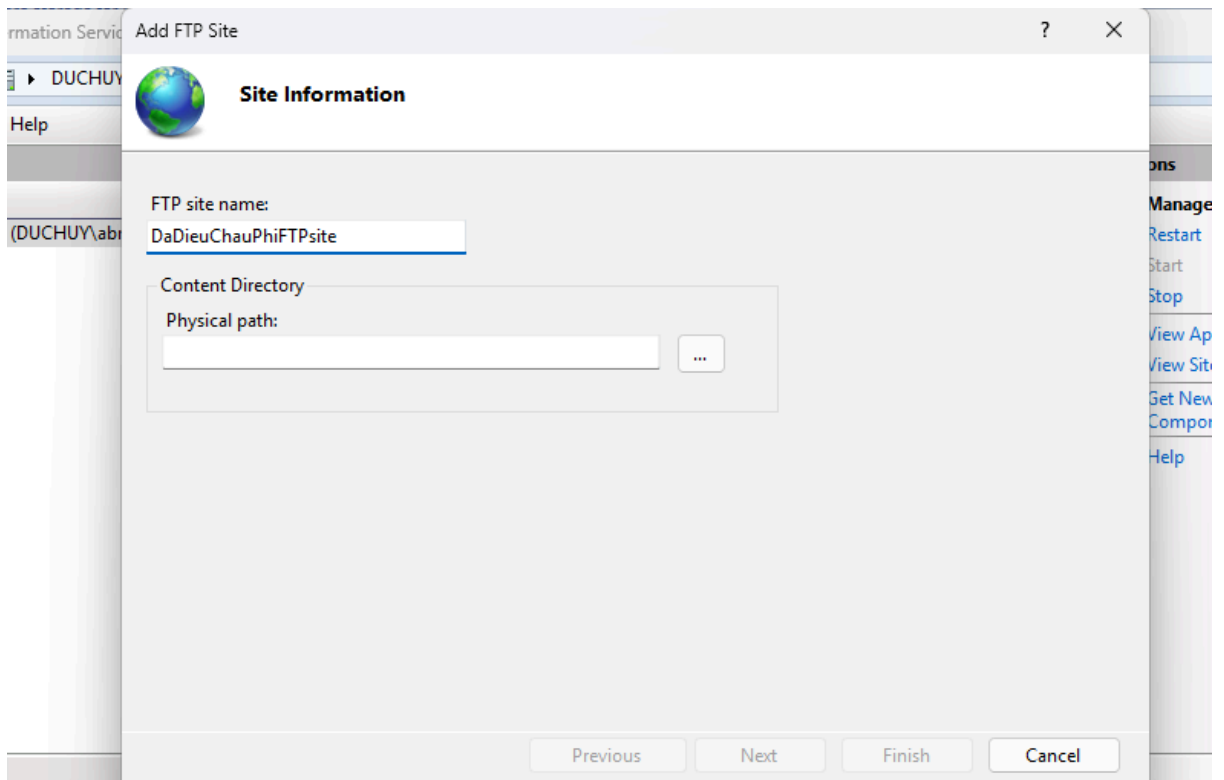 rmation Servic
Add FTP Site
?
DUCHUY
Site Information
Help
FTP site name:
DaDieuChauPhiFTPsite
(DUCHUY\abr
Content Directory
Physical path:
...
ons
Manage
Restart
Start
Stop
View Ap
View Site
Get New
Compor
Help
Previous
Next
Finish
Cancel